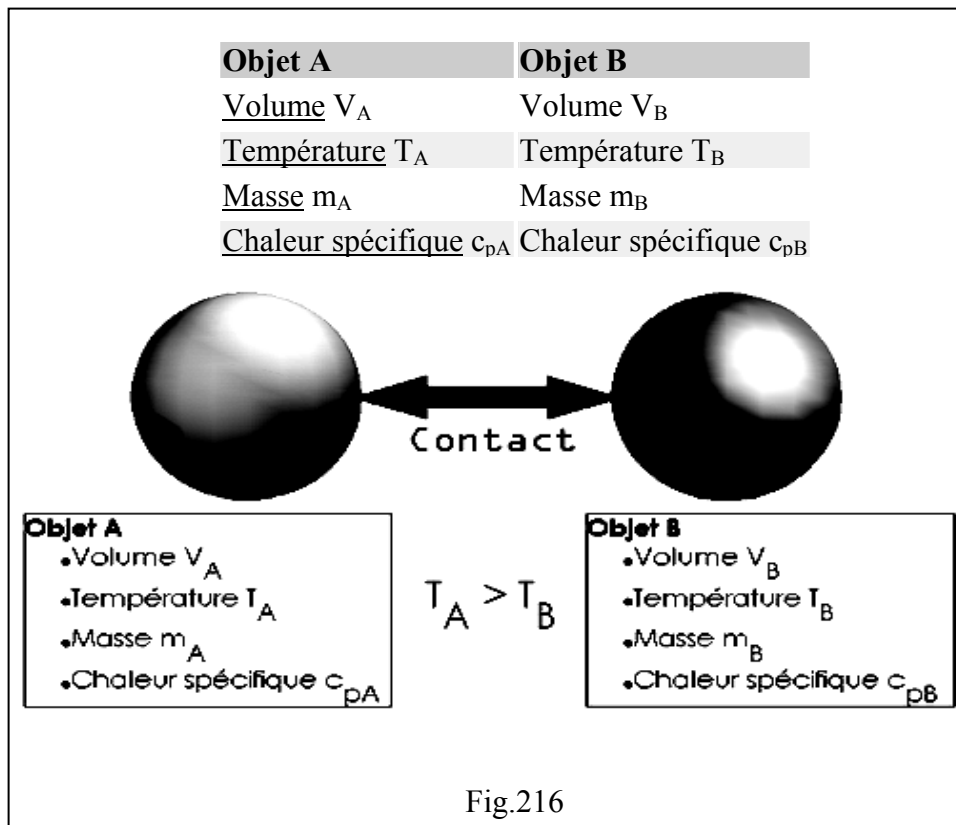 Objet A Objet B
Volume V_A Volume V_B
Température T_A Température T_B
Masse m_A Masse m_B
Chaleur spécifique c_pA Chaleur spécifique c_pB
Contact
Objet A
•Volume V_A
•Température T_A
•Masse m_A
•Chaleur spécifique c_pA
T_A > T_B
Objet B
•Volume V_B
•Température T_B
•Masse m_B
•Chaleur spécifique c_pB
Fig.216